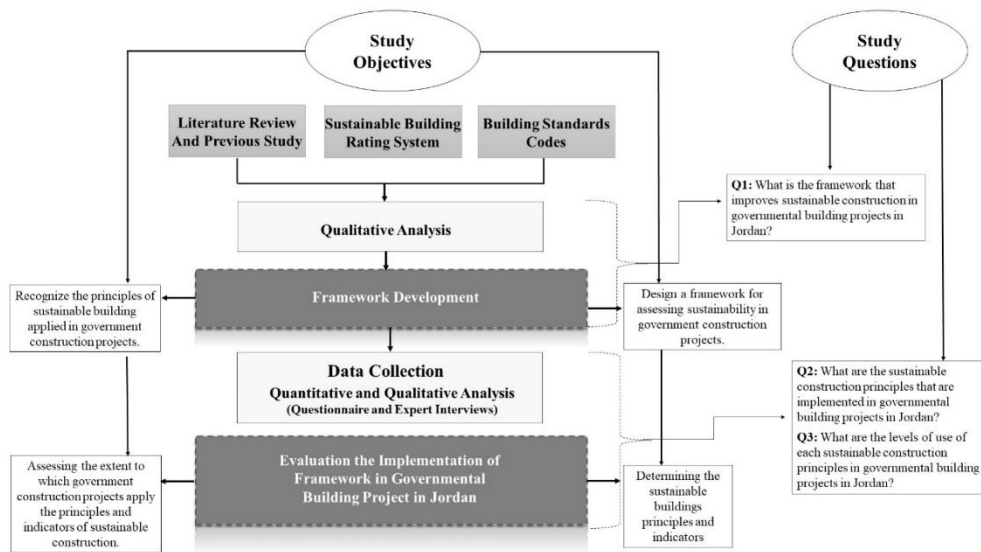 Study
Objectives
Study
Questions
Literature Review
And Previous Study
Sustainable Building
Rating System
Building Standards
Codes
Qualitative Analysis
Framework Development
Recognize the principles of
sustainable building
applied in government
construction projects.
Design a framework for
assessing sustainability in
government construction
projects.
Data Collection
Quantitative and Qualitative Analysis
(Questionnaire and Expert Interviews)
Evaluation the Implementation of
Framework in Governmental
Building Project in Jordan
Assessing the extent to
which government
construction projects apply
the principles and
indicators of sustainable
construction.
Determining the
sustainable
buildings
principles and
indicators
Q1: What is the framework that
improves sustainable construction in
governmental building projects in
Jordan?
Q2: What are the sustainable
construction principles that are
implemented in governmental
building projects in Jordan?
Q3: What are the levels of use of
each sustainable construction
principles in governmental building
projects in Jordan?